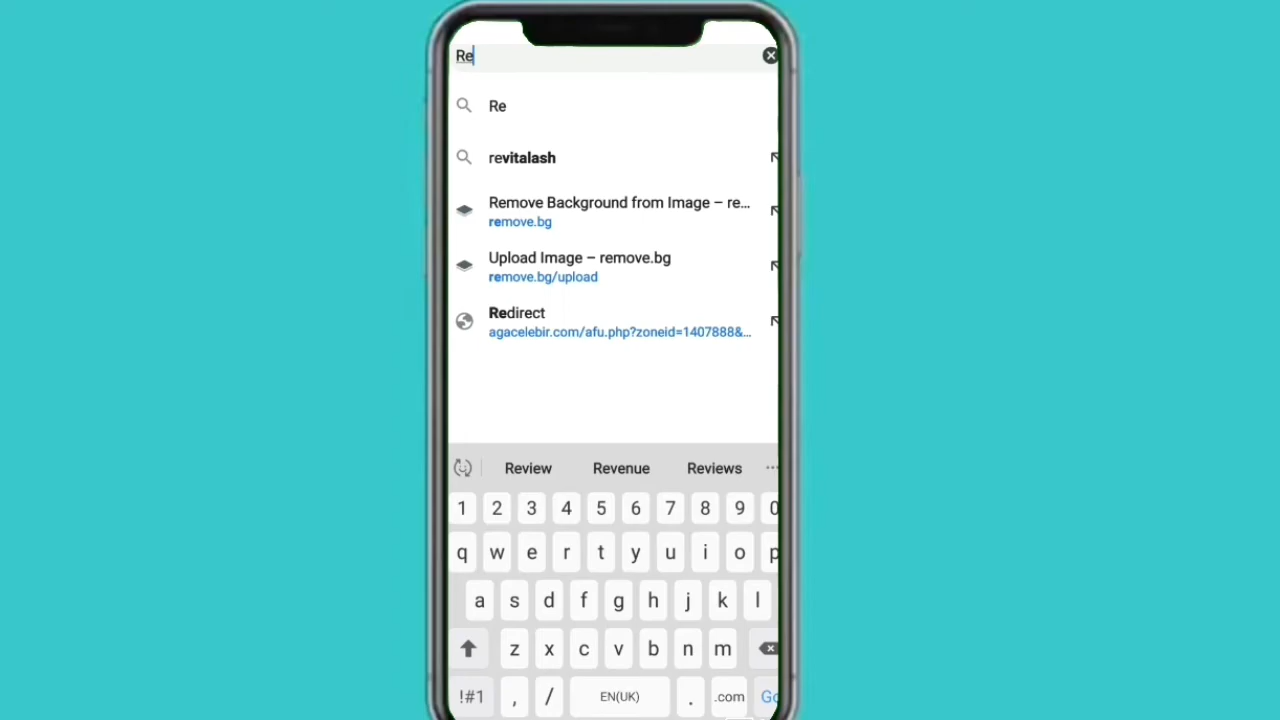 Re
Re
revitalash
Remove Background from Image – re...
remove.bg
Upload Image – remove.bg
remove.bg/upload
Redirect
agacelebir.com/afu.php?zoneid=1407888&...
Review Revenue Reviews
1 2 3 4 5 6 7 8 9 0
q w e r t y u i o p
a s d f g h j k l
z x c v b n m
!#1 , / EN(UK) . .com Go